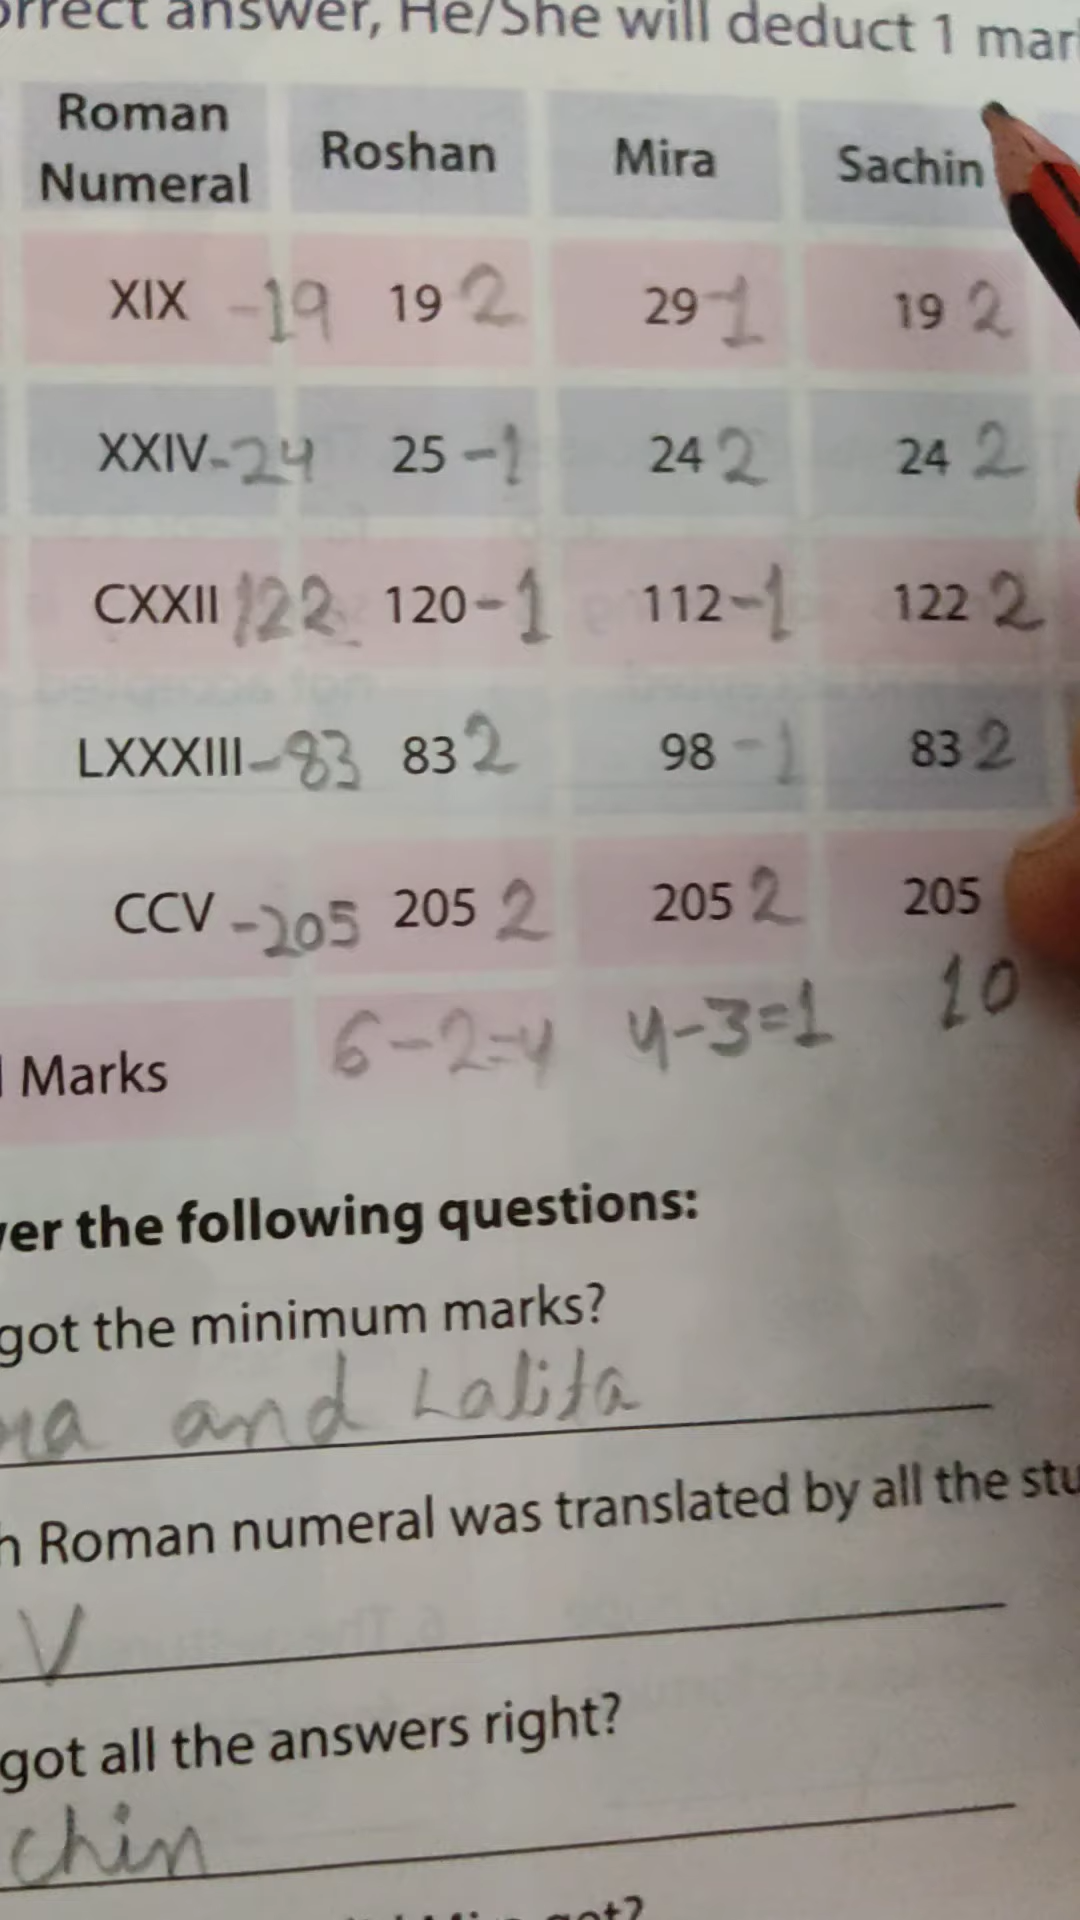 orrect answer, He/She will deduct 1 mar
Roman Numeral Roshan Mira Sachin
XIX -19 19 2 29 -1 19 2
XXIV -24 25 -1 24 2 24 2
CXXII 122 120 -1 112 -1 122 2
LXXXIII -83 83 2 98 -1 83 2
CCV -205 205 2 205 2 205
Marks 6-2=4 4-3=1 10
er the following questions:
got the minimum marks?
and Lalita
h Roman numeral was translated by all the stu
V
got all the answers right?
chin
got?